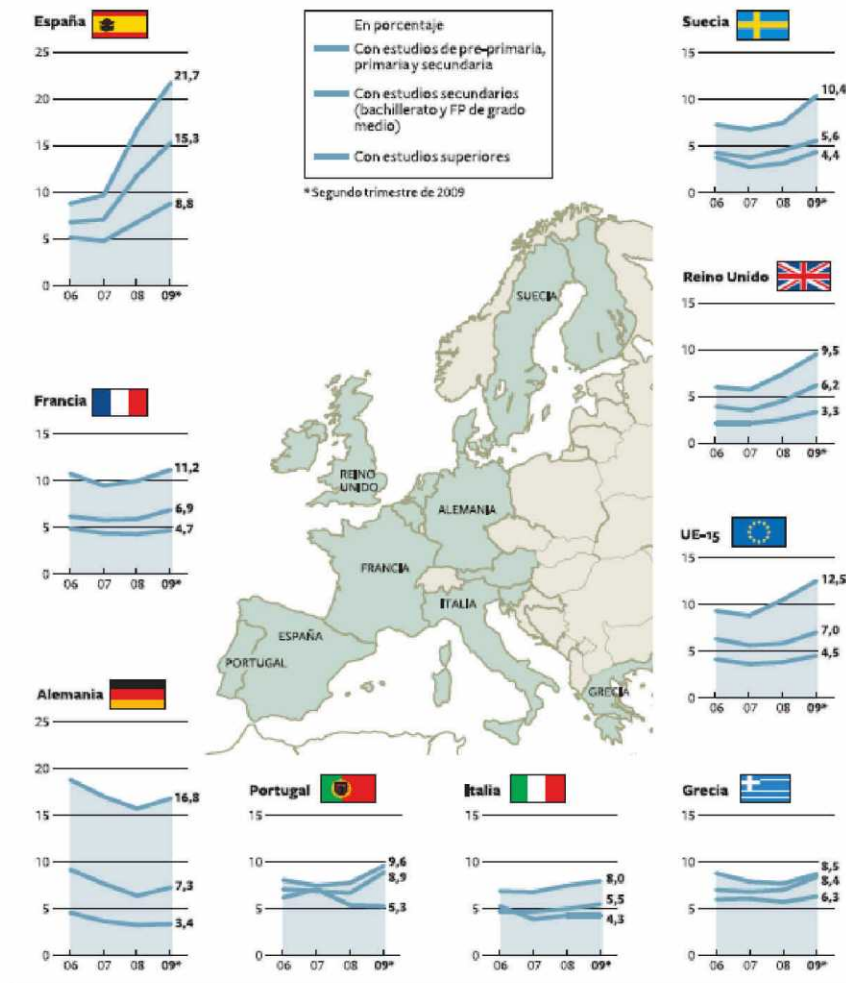 España
25
20
15
10
5
0
21,7
15,3
8,8
06 07 08 09*
En porcentaje
Con estudios de pre-primaria,
primaria y secundaria
Con estudios secundarios
(bachillerato y FP de grado
medio)
Con estudios superiores
* Segundo trimestre de 2009
Suecia
15
10
5
0
10,4
5,6
4,4
06 07 08 09*
Reino Unido
15
10
5
0
9,5
6,2
3,3
06 07 08 09*
Francia
15
10
5
0
11,2
6,9
4,7
06 07 08 09*
SUECIA
REINO
UNIDO
ALEMANIA
FRANCIA
ITALIA
ESPAÑA
PORTUGAL
GRECIA
UE-15
15
10
5
0
12,5
7,0
4,5
06 07 08 09*
Alemania
25
20
15
10
5
0
16,8
7,3
3,4
06 07 08 09*
Portugal
15
10
5
0
9,6
8,9
5,3
06 07 08 09*
Italia
15
10
5
0
8,0
5,5
4,3
06 07 08 09*
Grecia
15
10
5
0
8,5
8,4
6,3
06 07 08 09*